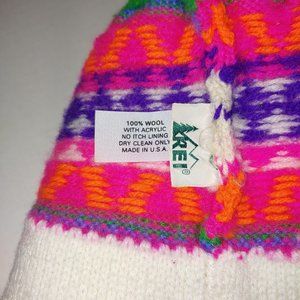 100% WOOL
WITH ACRYLIC
NO ITCH LINING
DRY CLEAN ONLY
MADE IN U.S.A.
REI®